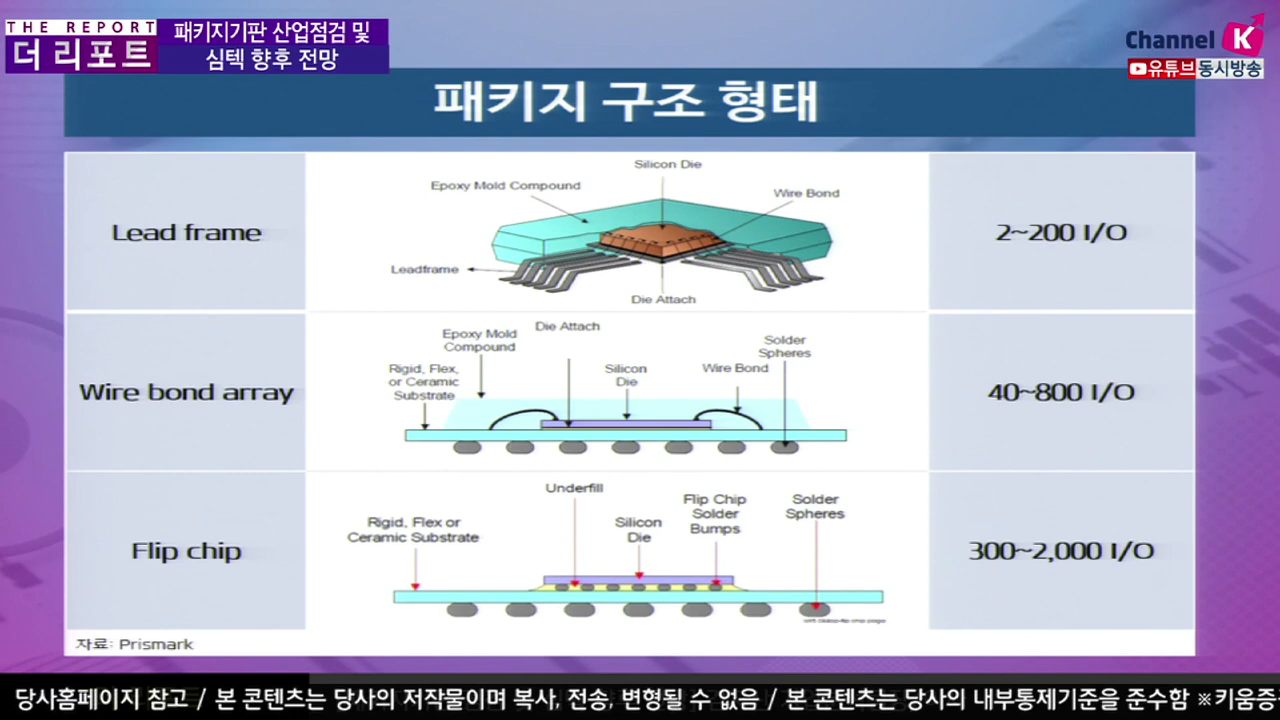 THE REPORT
더 리포트
패키지기판 산업점검 및
심텍 향후 전망
Channel K
유튜브 동시방송
패키지 구조 형태
Lead frame
Silicon Die
Epoxy Mold Compound
Wire Bond
Leadframe
Die Attach
2~200 I/O
Wire bond array
Die Attach
Epoxy Mold
Compound
Solder
Spheres
Rigid, Flex,
or Ceramic
Substrate
Silicon
Die
Wire Bond
40~800 I/O
Flip chip
Underfill
Flip Chip
Solder
Bumps
Solder
Spheres
Rigid, Flex or
Ceramic Substrate
Silicon
Die
300~2,000 I/O
자료: Prismark
당사홈페이지 참고 / 본 콘텐츠는 당사의 저작물이며 복사, 전송, 변형될 수 없음 / 본 콘텐츠는 당사의 내부통제기준을 준수함 ※키움증